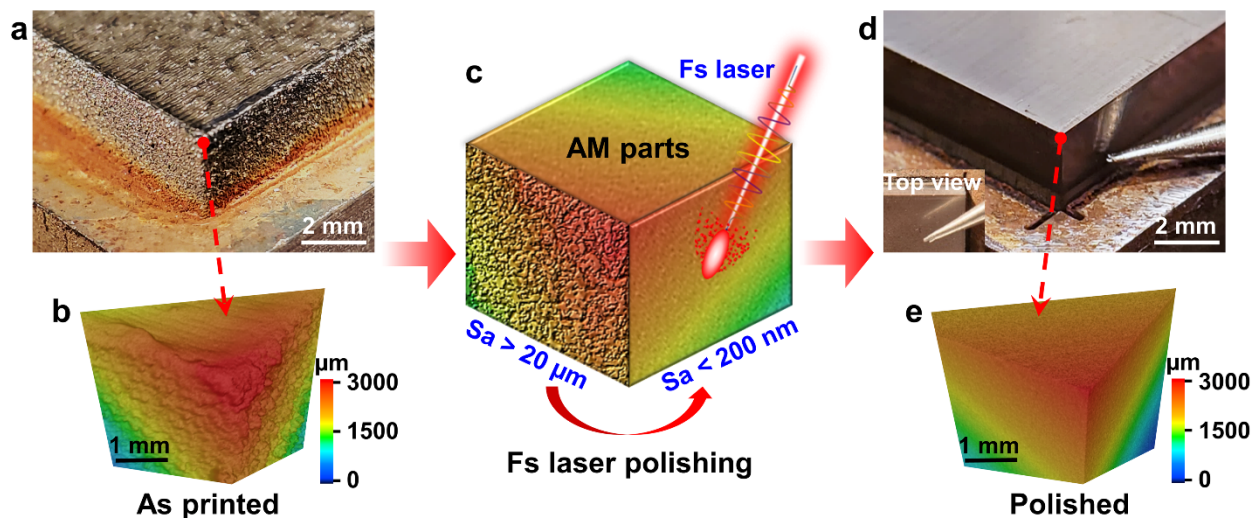 a
2 mm
b
µm
3000
1500
0
1 mm
As printed
c
Fs laser
AM parts
Sa > 20 µm
Sa < 200 nm
Fs laser polishing
d
Top view
2 mm
e
µm
3000
1500
0
1 mm
Polished